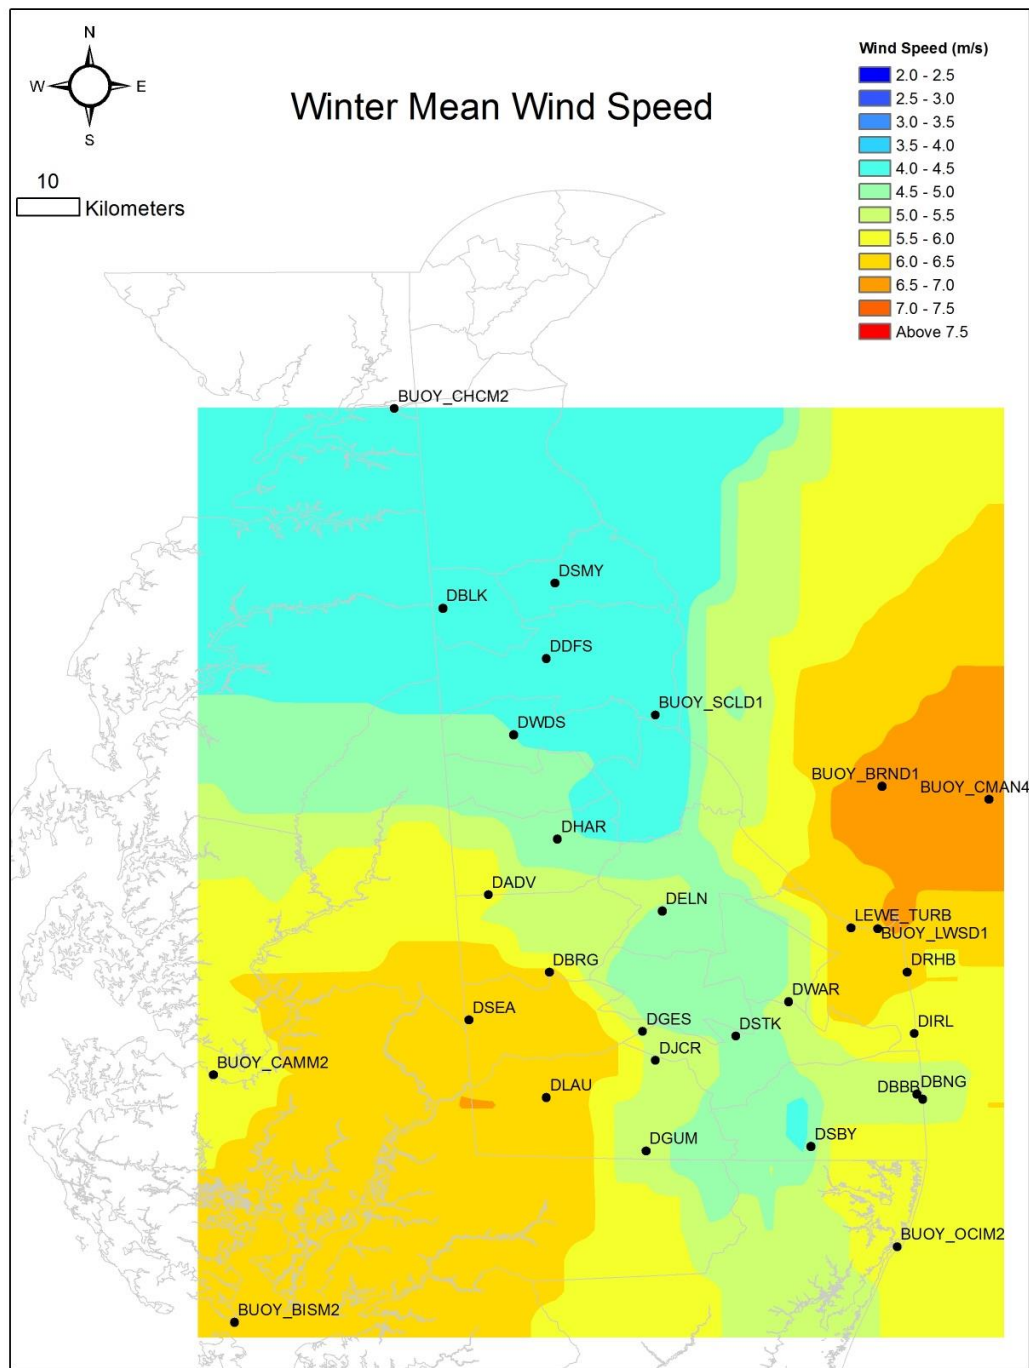 N
W E
S
Winter Mean Wind Speed
10
Kilometers
Wind Speed (m/s)
2.0 - 2.5
2.5 - 3.0
3.0 - 3.5
3.5 - 4.0
4.0 - 4.5
4.5 - 5.0
5.0 - 5.5
5.5 - 6.0
6.0 - 6.5
6.5 - 7.0
7.0 - 7.5
Above 7.5
BUOY_CHCM2
DSMY
DBLK
DDFS
BUOY_SCLD1
DWDS
BUOY_BRND1
BUOY_CMAN4
DHAR
DADV
DELN
LEWE_TURB
BUOY_LWSD1
DBRG
DRHB
DWAR
DSEA
DGES
DSTK
DIRL
DJCR
BUOY_CAMM2
DLAU
DBBB
DBNG
DGUM
DSBY
BUOY_OCIM2
BUOY_BISM2